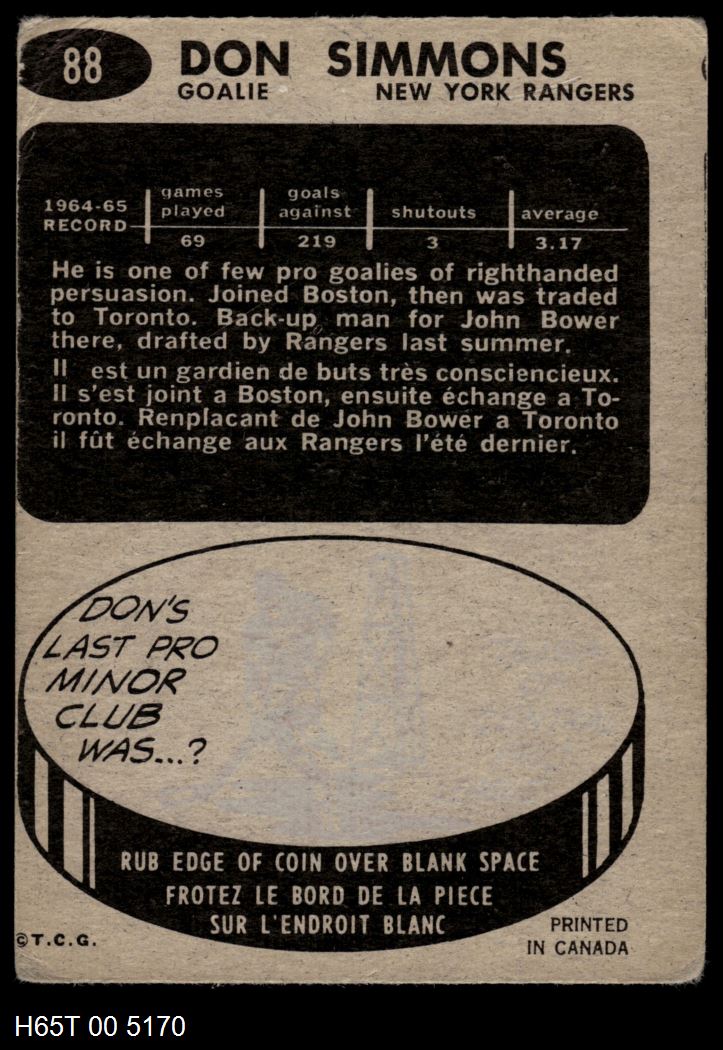 88
DON SIMMONS
GOALIE NEW YORK RANGERS
1964-65 RECORD games played goals against shutouts average
69 219 3 3.17
He is one of few pro goalies of righthanded
persuasion. Joined Boston, then was traded
to Toronto. Back-up man for John Bower
there, drafted by Rangers last summer.
Il est un gardien de buts très consciencieux.
Il s'est joint a Boston, ensuite échange a To-
ronto. Renplacant de John Bower a Toronto
il fût échange aux Rangers l'été dernier.
DON'S
LAST PRO
MINOR
CLUB
WAS...?
RUB EDGE OF COIN OVER BLANK SPACE
FROTEZ LE BORD DE LA PIECE
SUR L'ENDROIT BLANC
©T.C.G.
PRINTED
IN CANADA
H65T 00 5170